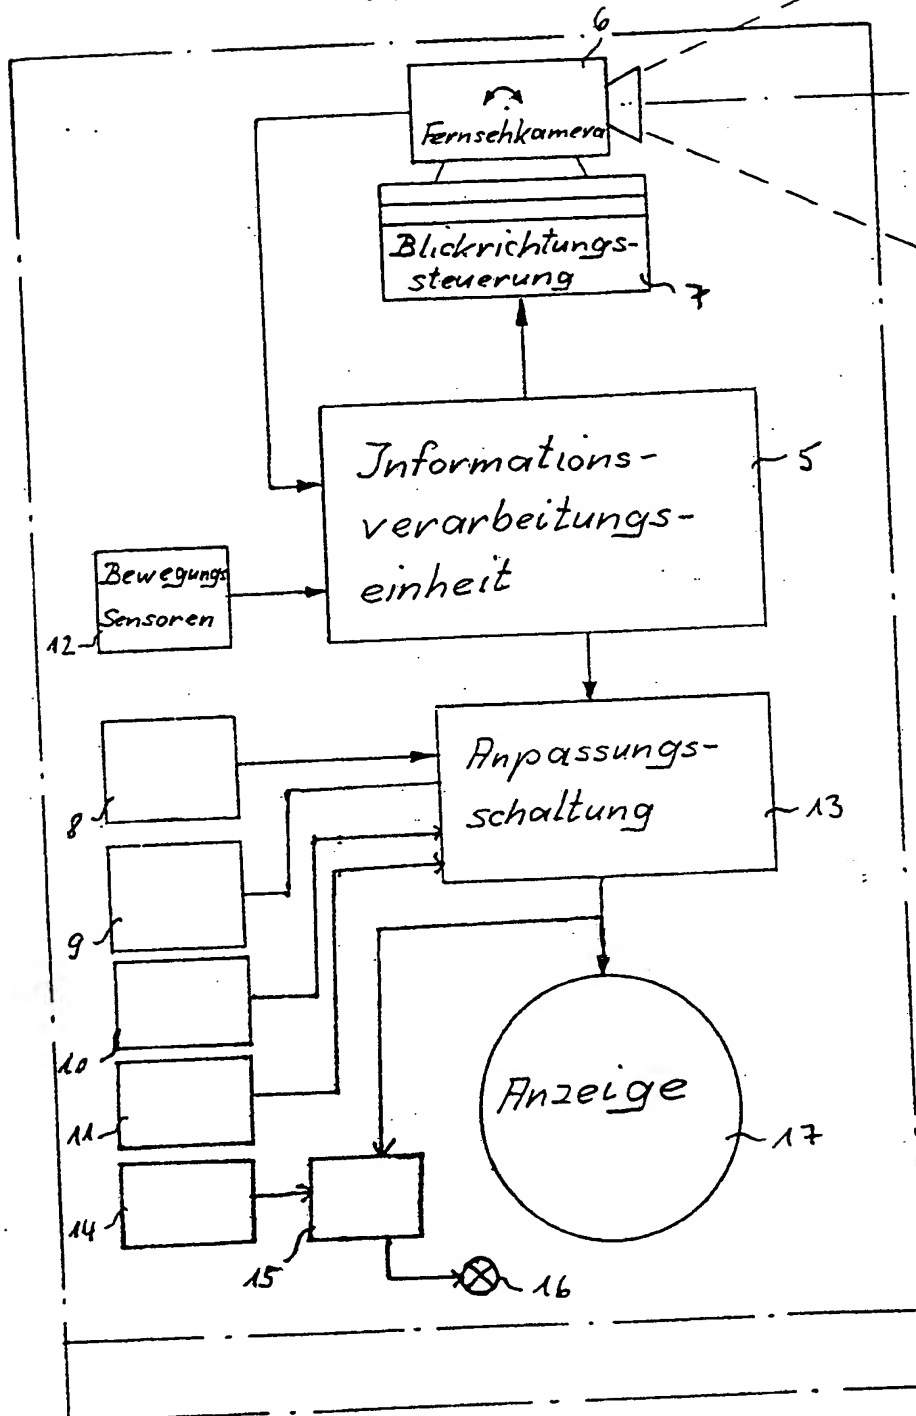 6
Fernsehkamera
Blickrichtungs-
steuerung
7
Informations-
verarbeitungs-
einheit
5
Bewegungs
Sensoren
12
Anpassungs-
schaltung
13
8
9
10
11
Anzeige
17
14
15
16